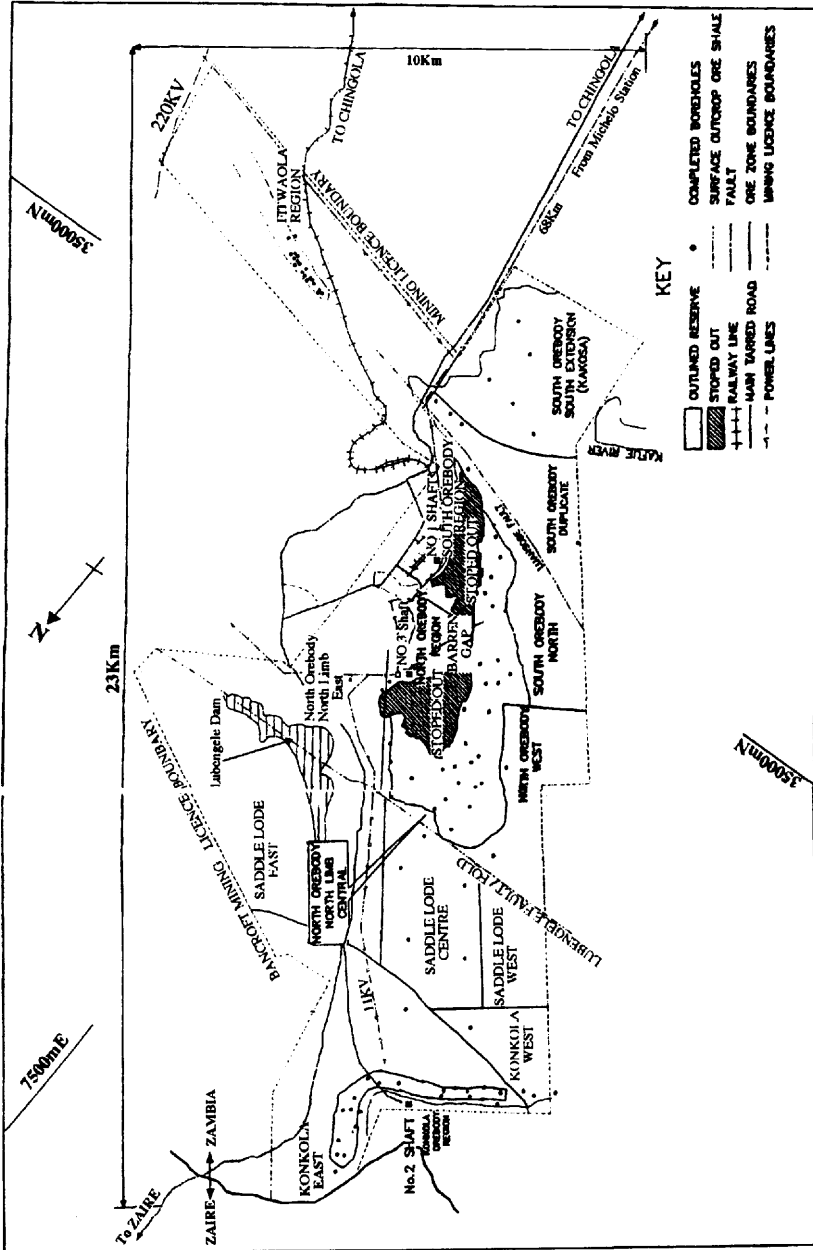 To ZAIRE
ZAIRE
ZAMBIA
7500mE
23Km
N
35000mN
220KV
10Km
TO CHINGOLA
BANCROFT MINING LICENCE BOUNBARY
SADDLE LODE
EAST
Lubongele Dam
North Orebody
North Limb
East
REGION
MINING LICENCE BOUNDARY
TO CHINGOLA
From Michelo Station
68Km
KONKOLA
EAST
NORTH OREBODY
NORTH LIMB
CENTRAL
11KV
No.2 SHAFT
KONKOLA
OREBODY
REGION
KONKOLA
WEST
SADDLE LODE
CENTRE
SADDLE LODE
WEST
LUBENGELE FAULT / FOLD
NO 3 Shaft
NORTH OREBODY
REGION
STOPED OUT
BARREN
GAP
NO 1 SHAFT
SOUTH OREBODY
REGION
STOPED OUT
NORTH OREBODY
WEST
SOUTH OREBODY
NORTH
FAULT
SOUTH OREBODY
DUPLICATE
SOUTH OREBODY
SOUTH EXTENSION
(KAKOSA)
KAFUE RIVER
35000mN
KEY
OUTLINED RESERVE
STOPED OUT
RAILWAY LINE
MAIN TARRED ROAD
POWER LINES
COMPLETED BOREHOLES
SURFACE OUTCROP ORE SHALE
FAULT
ORE ZONE BOUNDARIES
MINING LICENCE BOUNDARIES